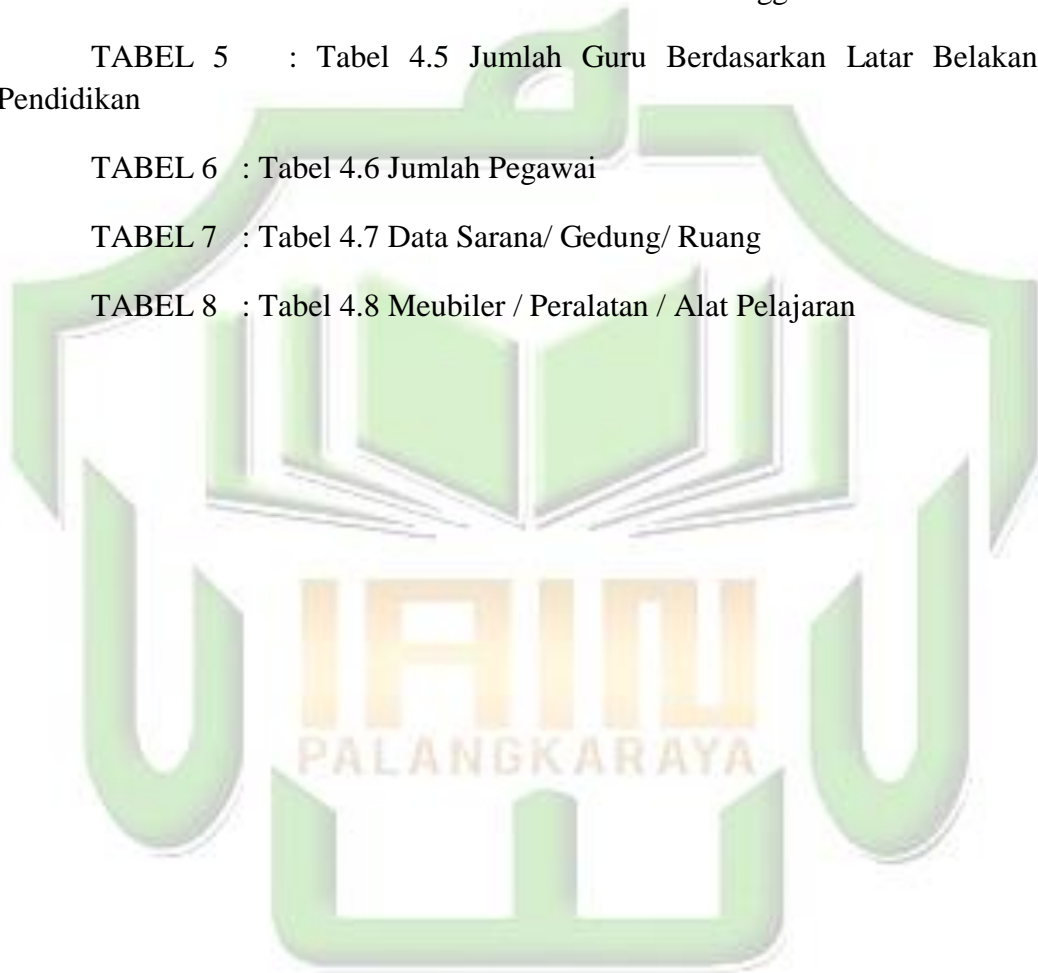 TABEL 5 : Tabel 4.5 Jumlah Guru Berdasarkan Latar Belakan
Pendidikan
TABEL 6 : Tabel 4.6 Jumlah Pegawai
TABEL 7 : Tabel 4.7 Data Sarana/ Gedung/ Ruang
TABEL 8 : Tabel 4.8 Meubiler / Peralatan / Alat Pelajaran
IAIN
PALANGKARAYA